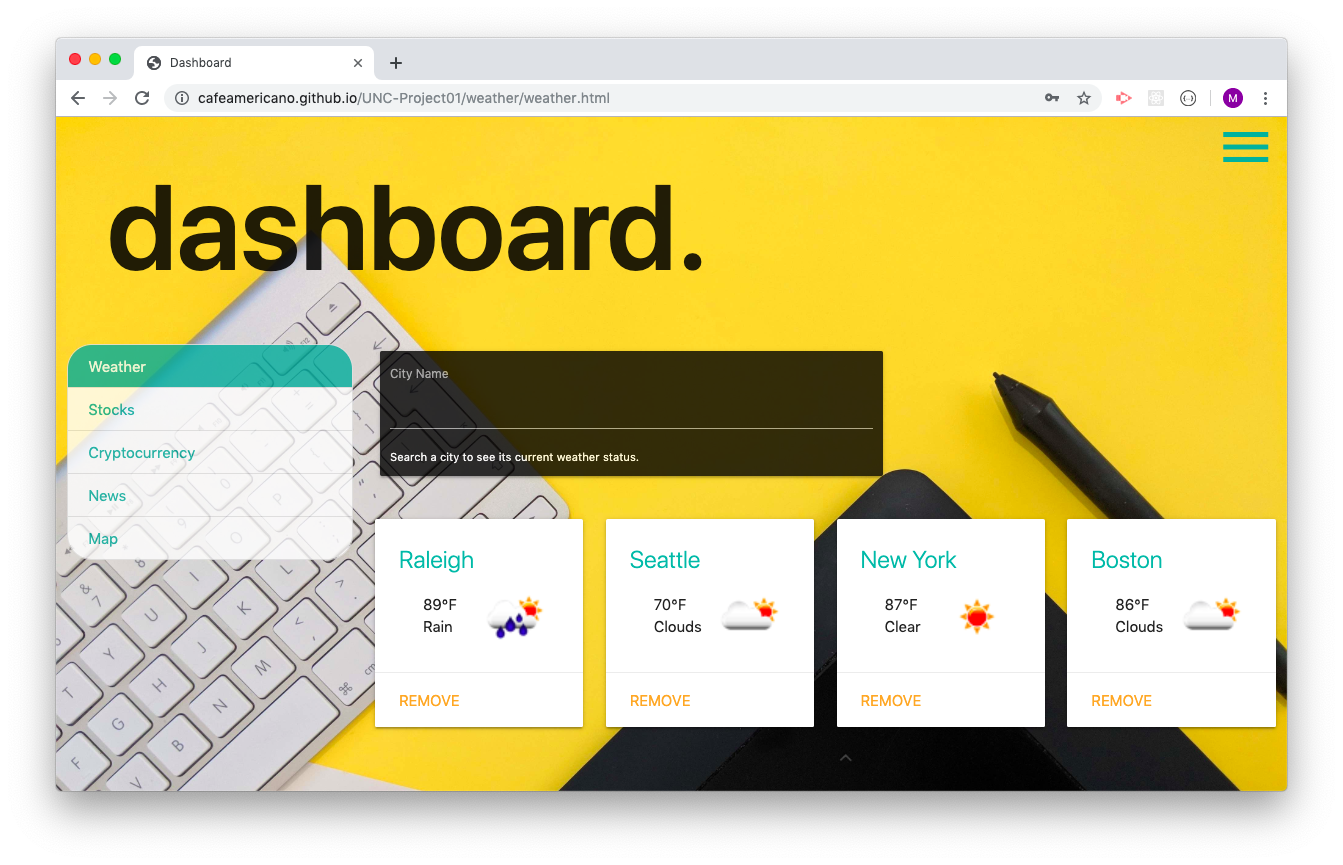 Dashboard
cafeamericano.github.io/UNC-Project01/weather/weather.html
M
dashboard.
Weather
Stocks
Cryptocurrency
News
Map
City Name
Search a city to see its current weather status.
Raleigh
89°F
Rain
REMOVE
Seattle
70°F
Clouds
REMOVE
New York
87°F
Clear
REMOVE
Boston
86°F
Clouds
REMOVE